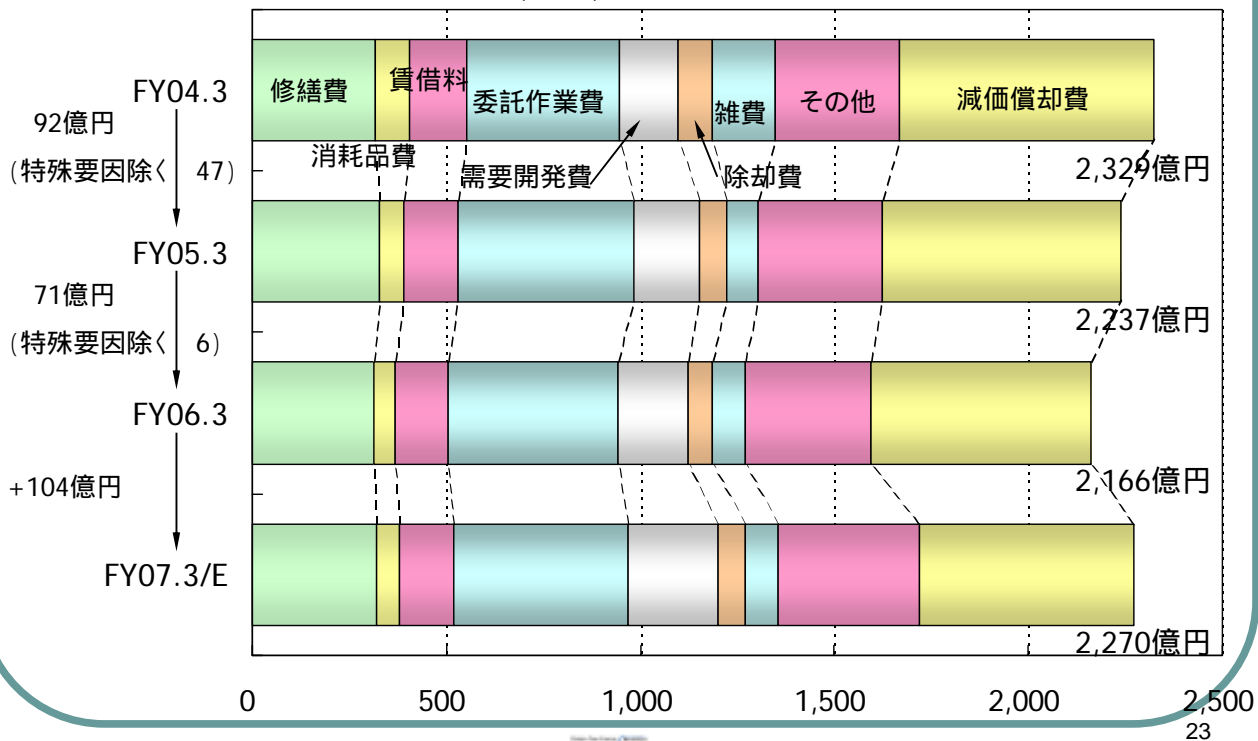 FY04.3
修繕費
賃借料
委託作業費
雑費
その他
減価償却費
92億円
(特殊要因除く 47)
消耗品費
需要開発費
除却費
2,329億円
FY05.3
71億円
(特殊要因除く 6)
2,237億円
FY06.3
+104億円
2,166億円
FY07.3/E
2,270億円
0 500 1,000 1,500 2,000 2,500
23